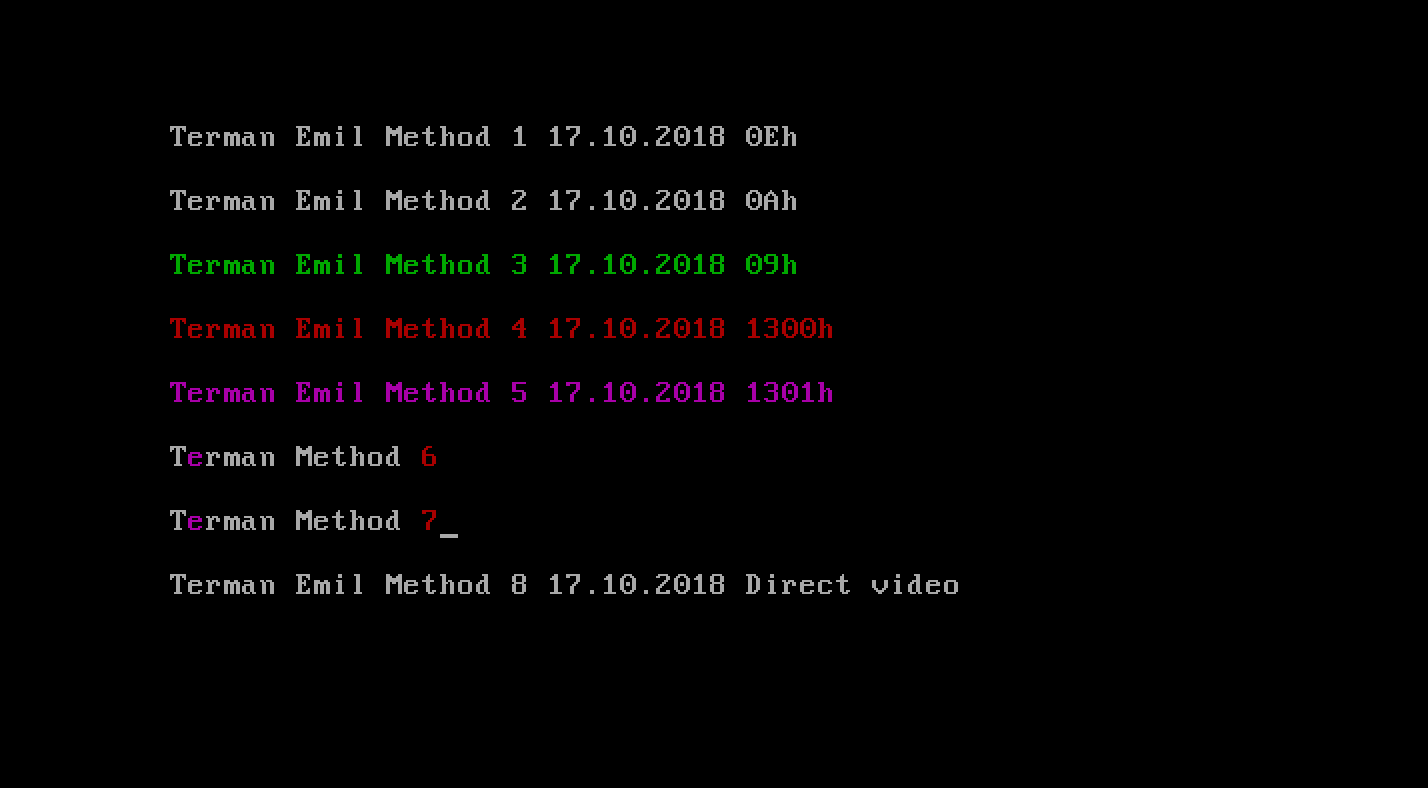 Terman Emil Method 1 17.10.2018 0Eh
Terman Emil Method 2 17.10.2018 0Ah
Terman Emil Method 3 17.10.2018 09h
Terman Emil Method 4 17.10.2018 1300h
Terman Emil Method 5 17.10.2018 1301h
Terman Method 6
Terman Method 7_
Terman Emil Method 8 17.10.2018 Direct video